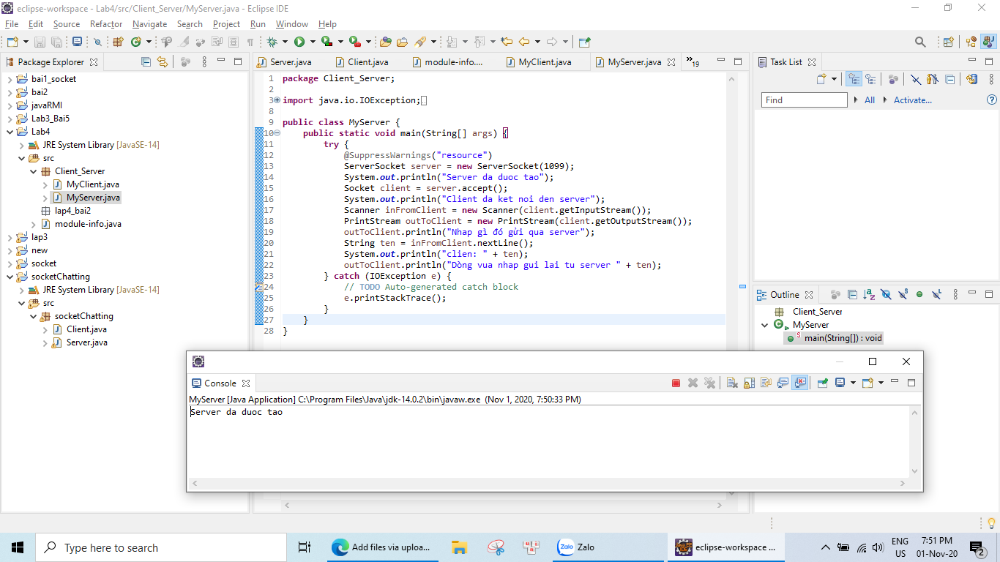 eclipse-workspace - Lab4/src/Client_Server/MyServer.java - Eclipse IDE
File Edit Source Refactor Navigate Search Project Run Window Help
Package Explorer
bai1_socket
bai2
javaRMI
Lab3_Bai5
Lab4
JRE System Library [JavaSE-14]
src
Client_Server
MyClient.java
MyServer.java
lap4_bai2
module-info.java
lap3
new
socket
socketChatting
JRE System Library [JavaSE-14]
src
socketChatting
Client.java
Server.java
Server.java Client.java module-info.... MyClient.java MyServer.java »19
1 package Client_Server;
2
3 import java.io.IOException;
8
9 public class MyServer {
10 public static void main(String[] args) {
11 try {
12 @SuppressWarnings("resource")
13 ServerSocket server = new ServerSocket(1099);
14 System.out.println("Server da duoc tao");
15 Socket client = server.accept();
16 System.out.println("Client da ket noi den server");
17 Scanner inFromClient = new Scanner(client.getInputStream());
18 PrintStream outToClient = new PrintStream(client.getOutputStream());
19 outToClient.println("Nhap gì đó gửi qua server");
20 String ten = inFromClient.nextLine();
21 System.out.println("clien: " + ten);
22 outToClient.println("Dòng vua nhap gui lai tu server " + ten);
23 } catch (IOException e) {
24 // TODO Auto-generated catch block
25 e.printStackTrace();
26 }
27 }
28 }
Task List
Find All Activate...
Outline
Client_Server
MyServer
main(String[]) : void
Console
MyServer [Java Application] C:\Program Files\Java\jdk-14.0.2\bin\javaw.exe (Nov 1, 2020, 7:50:33 PM)
Server da duoc tao
Type here to search
Add files via uploa...
Zalo
Zalo
eclipse-workspace ...
ENG
US
7:51 PM
01-Nov-20
2